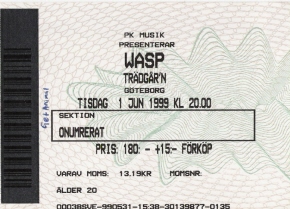 PK MUSIK
PRESENTERAR
WASP
TRÄDGÅR'N
GÖTEBORG
TISDAG 1 JUN 1999 KL 20.00
SEKTION
ONUMRERAT
PRIS: 180: - +15:- FÖRKÖP
VARAV MOMS: 13.19KR MOMSNR:
ÅLDER 20
00038SVE-990531-15:38-30139877-0135